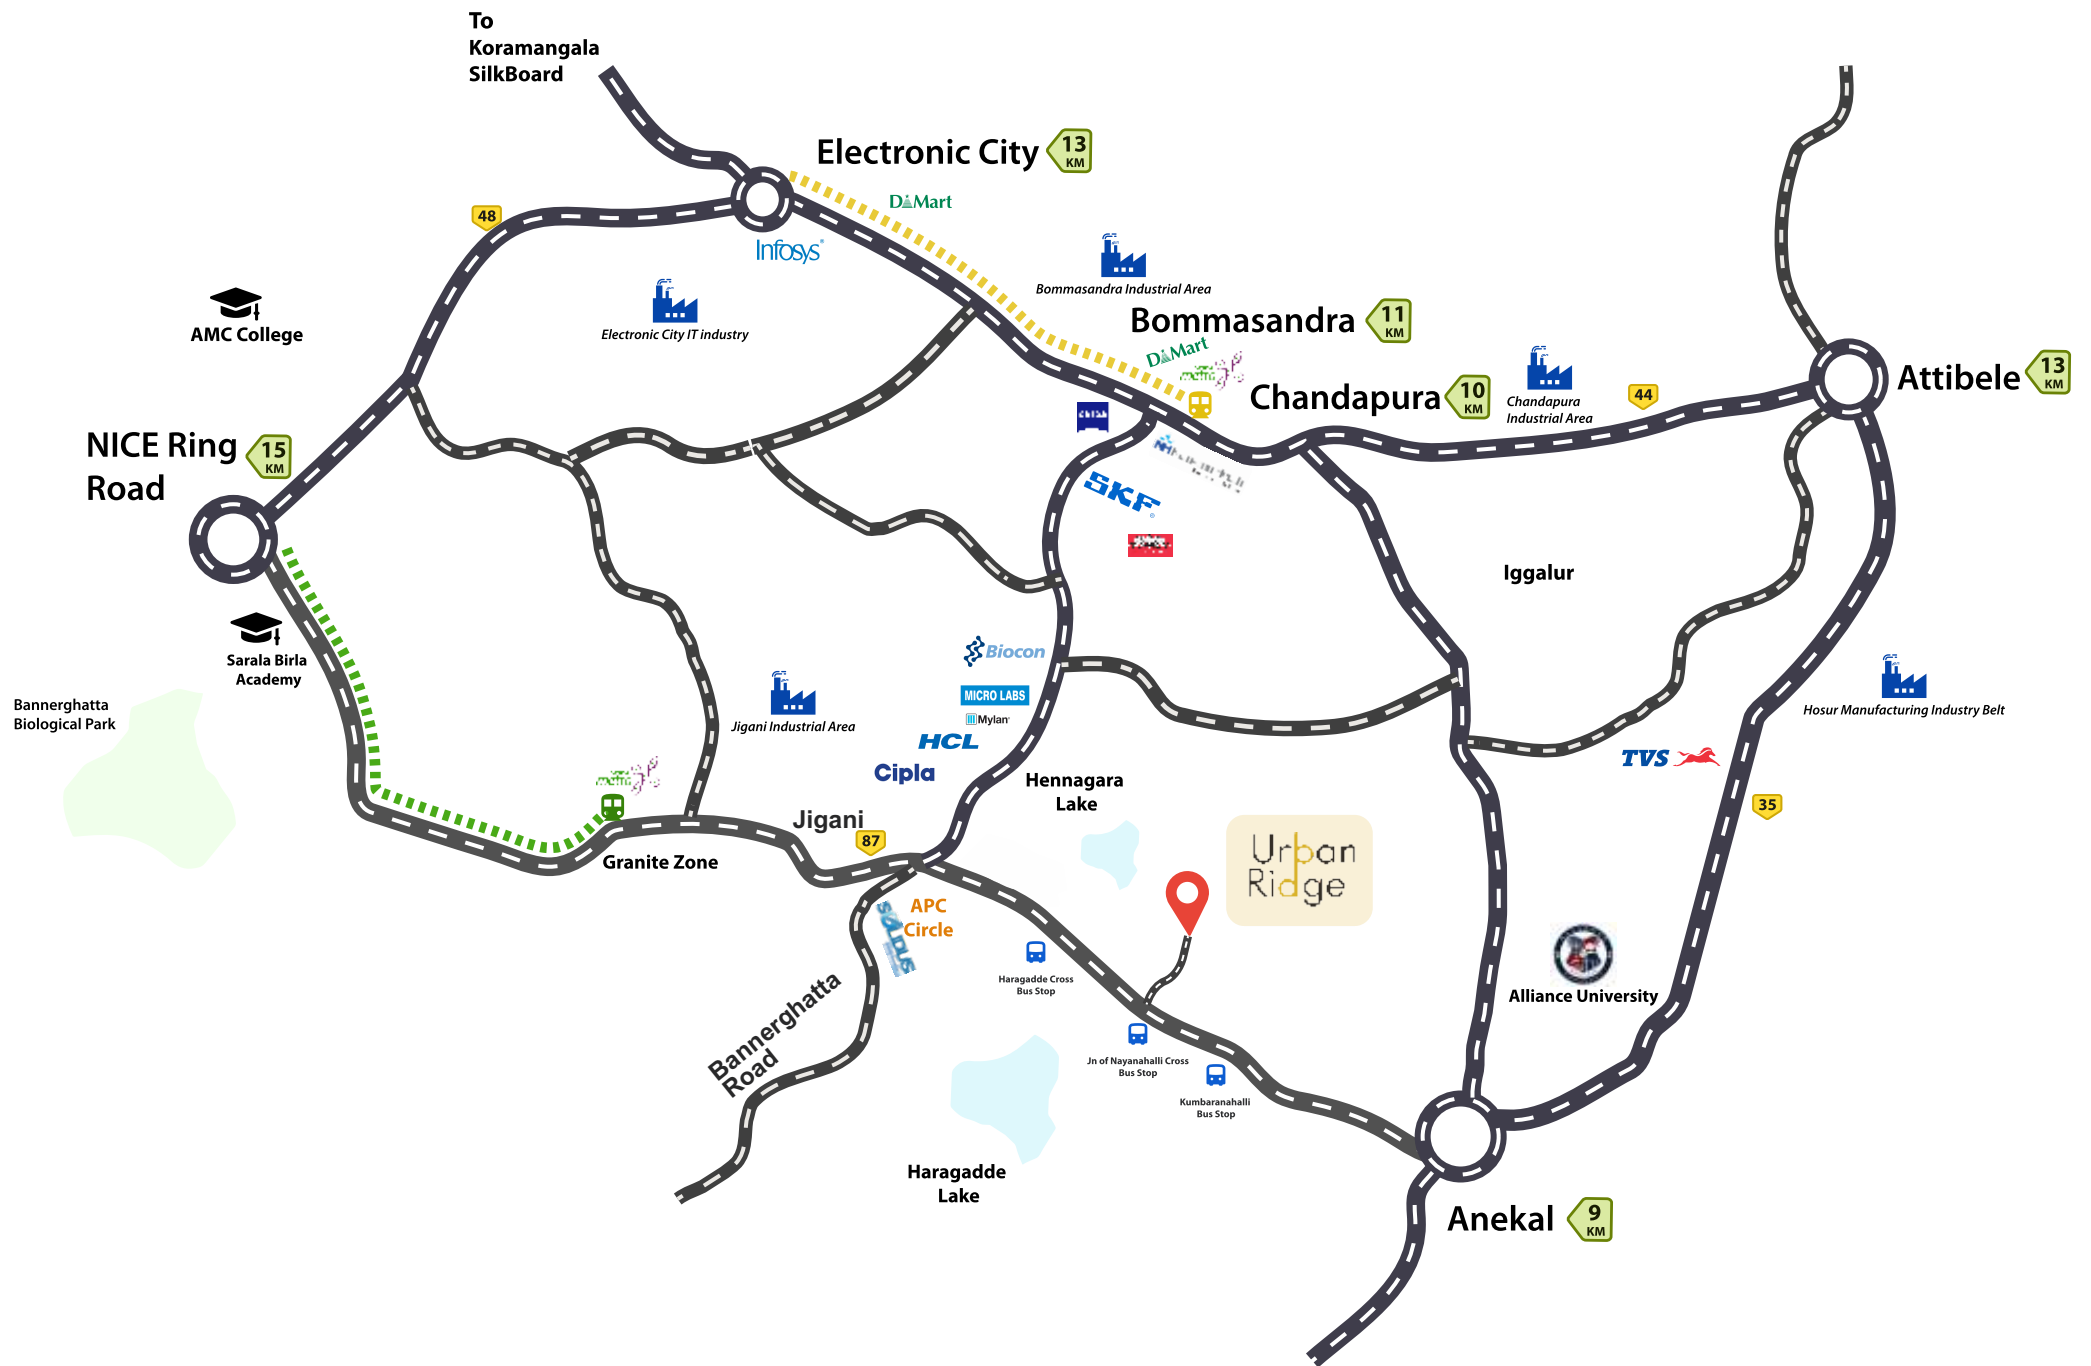 To
Koramangala
SilkBoard
Electronic City
13
KM
D Mart
48
Infosys
Bommasandra Industrial Area
AMC College
Electronic City IT industry
Bommasandra
11
KM
D Mart
Chandapura
10
KM
Chandapura
Industrial Area
44
Attibele
13
KM
NICE Ring
Road
15
KM
SKF
Iggalur
Sarala Birla
Academy
Biocon
MICRO LABS
Mylan
HCL
Cipla
Bannerghatta
Biological Park
Jigani Industrial Area
Hosur Manufacturing Industry Belt
TVS
35
Hennagara
Lake
Jigani
87
Granite Zone
Urban
Ridge
APC
Circle
SOLIDUS
Haragadde Cross
Bus Stop
Alliance University
Bannerghatta
Road
Jn of Nayanahalli Cross
Bus Stop
Kumbaranahalli
Bus Stop
Haragadde
Lake
Anekal
9
KM